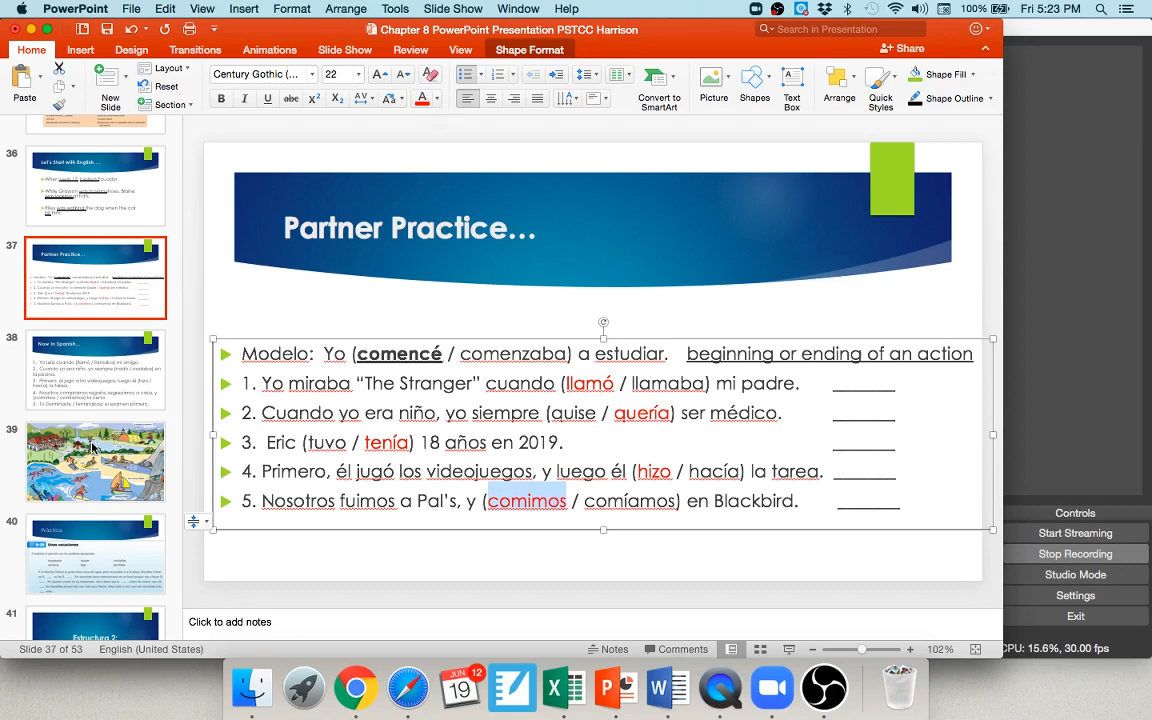 PowerPoint File Edit View Insert Format Arrange Tools Slide Show Window Help 100% Fri 5:23 PM
Chapter 8 PowerPoint Presentation PSTCC Harrison
Search in Presentation
Home Insert Design Transitions Animations Slide Show Review View Shape Format Share
Paste
New Slide
Layout
Reset
Section
Century Gothic (... 22
Convert to SmartArt
Picture
Shapes
Text Box
Arrange
Quick Styles
Shape Fill
Shape Outline
36
Let's Start with English...
37
Partner Practice...
38
Now in Spanish...
39
40
Práctica
41
Estructura 2:
Partner Practice...
Modelo: Yo (comencé / comenzaba) a estudiar. beginning or ending of an action
1. Yo miraba “The Stranger” cuando (llamó / llamaba) mi padre. _______
2. Cuando yo era niño, yo siempre (quise / quería) ser médico. _______
3. Eric (tuvo / tenía) 18 años en 2019. _______
4. Primero, él jugó los videojuegos, y luego él (hizo / hacía) la tarea. _______
5. Nosotros fuimos a Pal’s, y (comimos / comíamos) en Blackbird. _______
Click to add notes
Slide 37 of 53 English (United States) Notes Comments 102%
Controls
Start Streaming
Stop Recording
Studio Mode
Settings
Exit
CPU: 15.6%, 30.00 fps
JUN 19
12